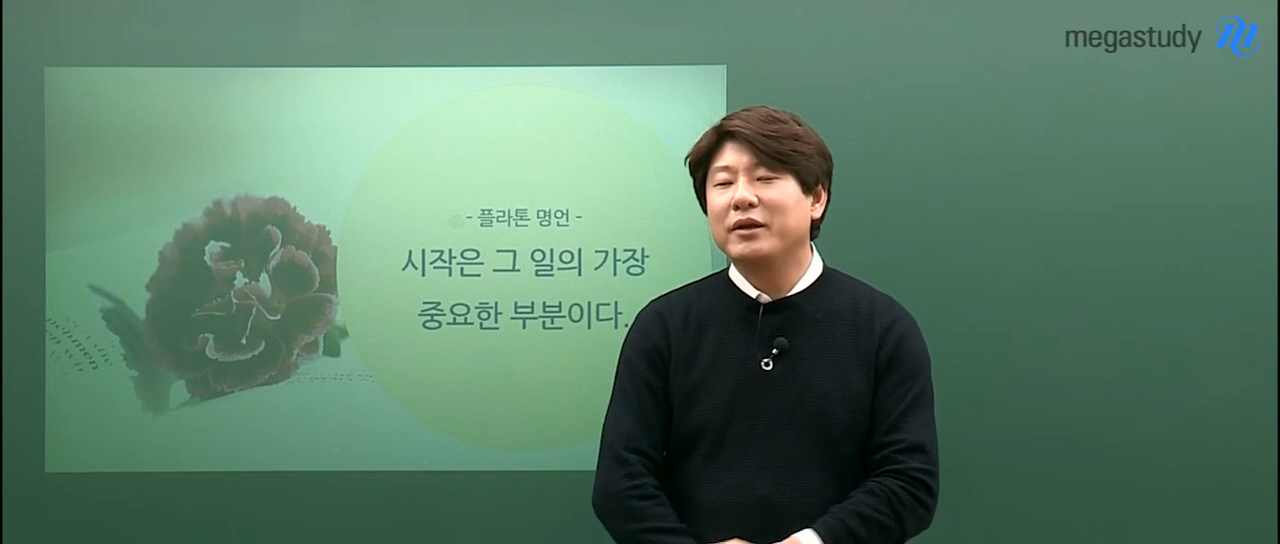 megastudy
- 플라톤 명언 -
시작은 그 일의 가장
중요한 부분이다.